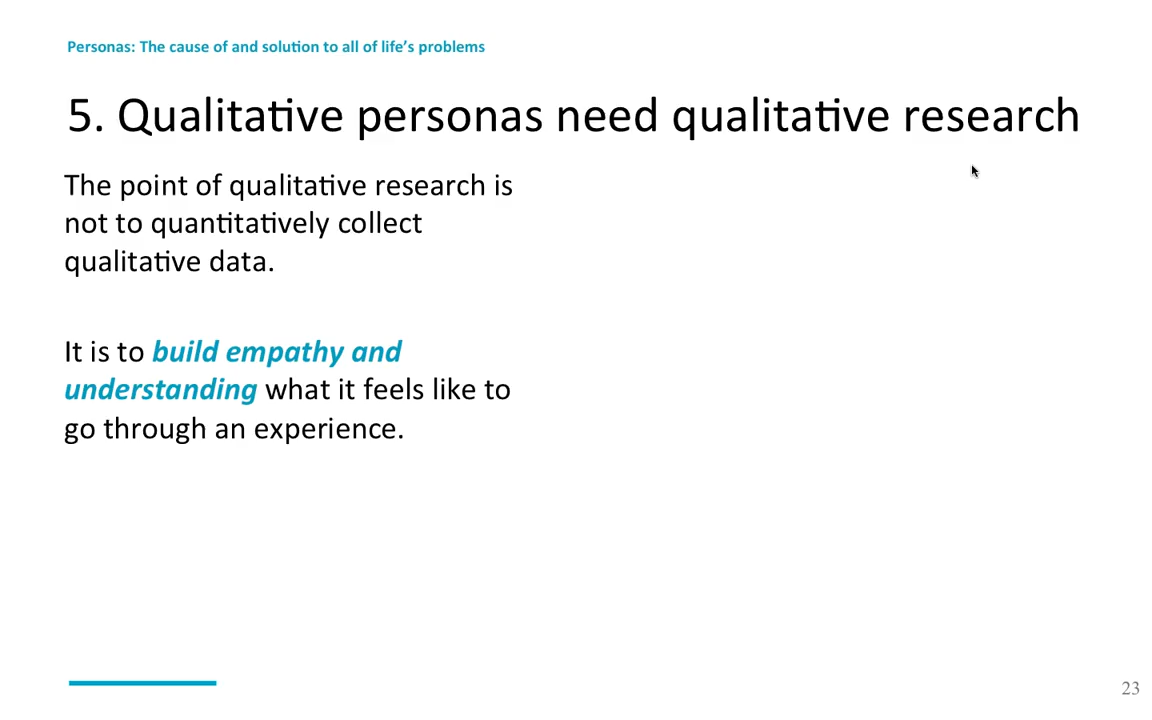 Personas: The cause of and solution to all of life’s problems
5. Qualitative personas need qualitative research
The point of qualitative research is
not to quantitatively collect
qualitative data.
It is to build empathy and
understanding what it feels like to
go through an experience.
23